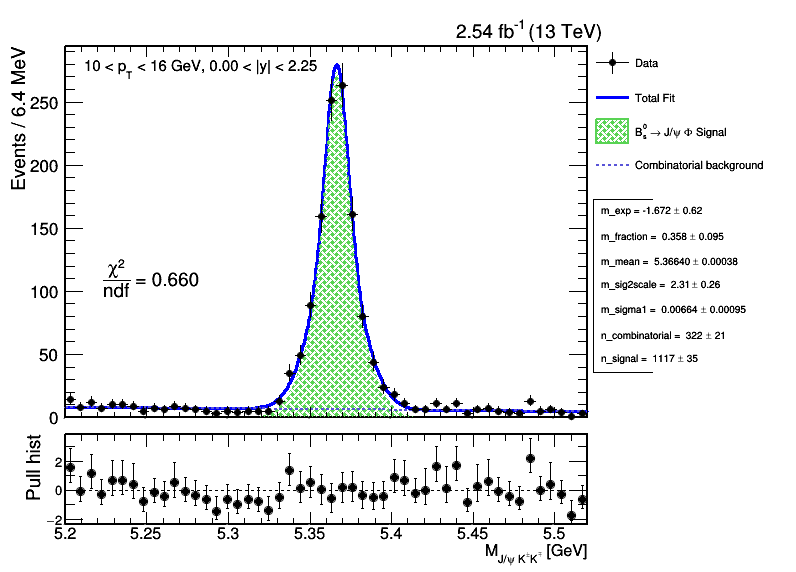 2.54 fb⁻¹ (13 TeV)
Events / 6.4 MeV
10 < p_T < 16 GeV, 0.00 < |y| < 2.25
250
200
150
100
50
0
χ²
ndf = 0.660
Data
Total Fit
B_s^0 → J/ψ Φ Signal
Combinatorial background
m_exp = -1.672 ± 0.62
m_fraction = 0.358 ± 0.095
m_mean = 5.36640 ± 0.00038
m_sig2scale = 2.31 ± 0.26
m_sigma1 = 0.00664 ± 0.00095
n_combinatorial = 322 ± 21
n_signal = 1117 ± 35
Pull hist
2
0
−2
5.2 5.25 5.3 5.35 5.4 5.45 5.5
M_{J/ψ K^± K^∓} [GeV]